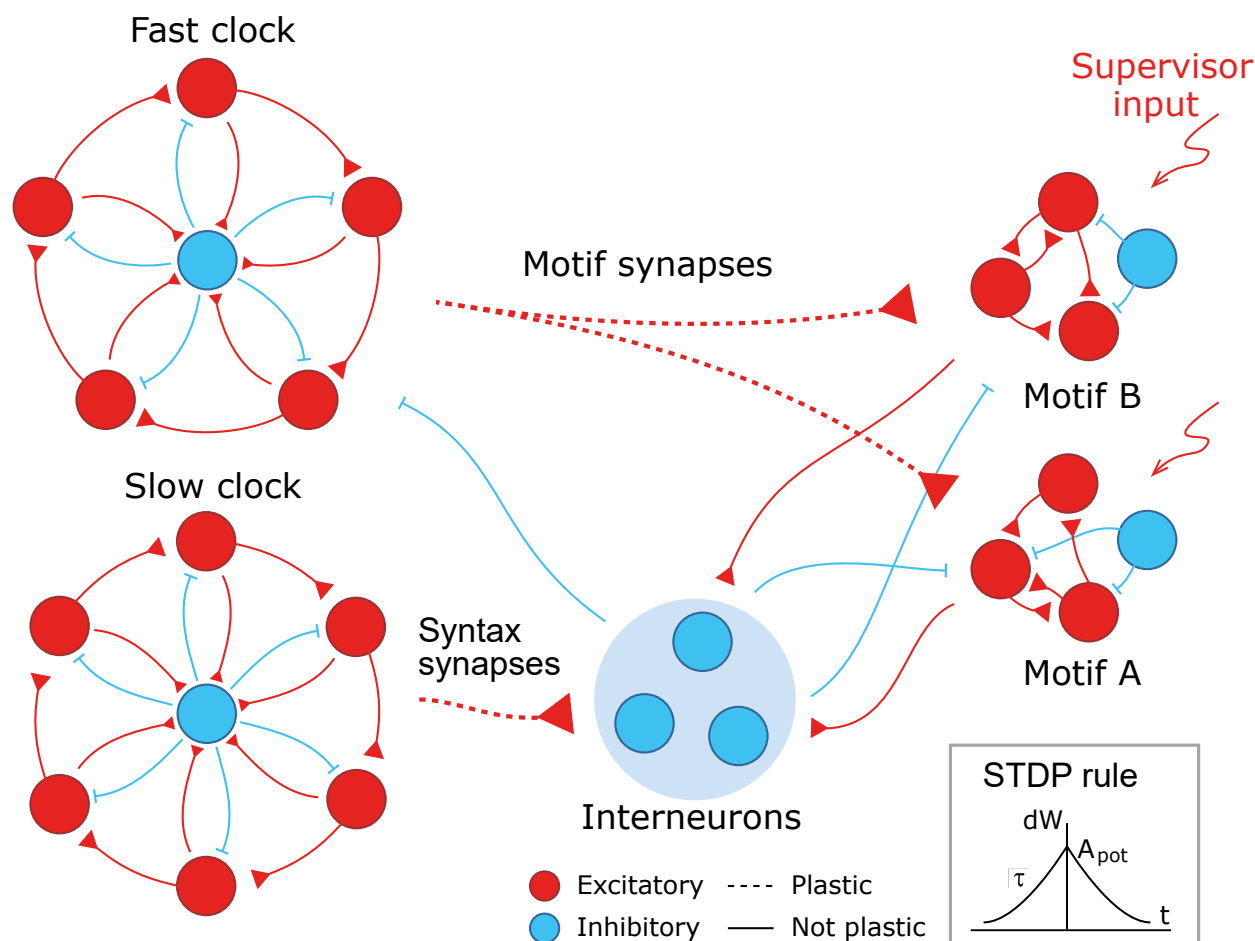 Fast clock
Supervisor
input
Motif synapses
Motif B
Slow clock
Syntax
synapses
Motif A
Interneurons
STDP rule
dW
A pot
τ
t
Excitatory
Plastic
Inhibitory
Not plastic